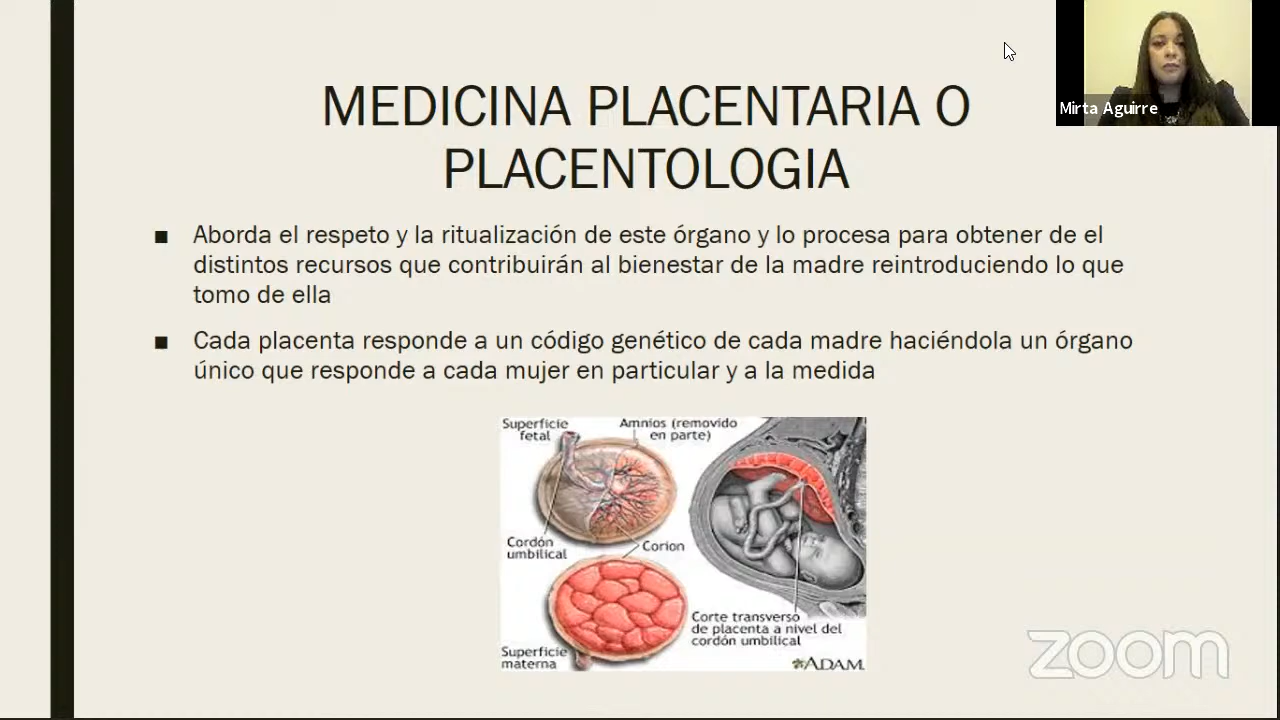 MEDICINA PLACENTARIA O
PLACENTOLOGIA
Mirta Aguirre
■ Aborda el respeto y la ritualización de este órgano y lo procesa para obtener de el
distintos recursos que contribuirán al bienestar de la madre reintroduciendo lo que
tomo de ella
■ Cada placenta responde a un código genético de cada madre haciéndola un órgano
único que responde a cada mujer en particular y a la medida
Superficie
fetal
Amnios (removido
en parte)
Cordón
umbilical
Corion
Superficie
materna
Corte transverso
de placenta a nivel del
cordón umbilical
ADAM.
zoom